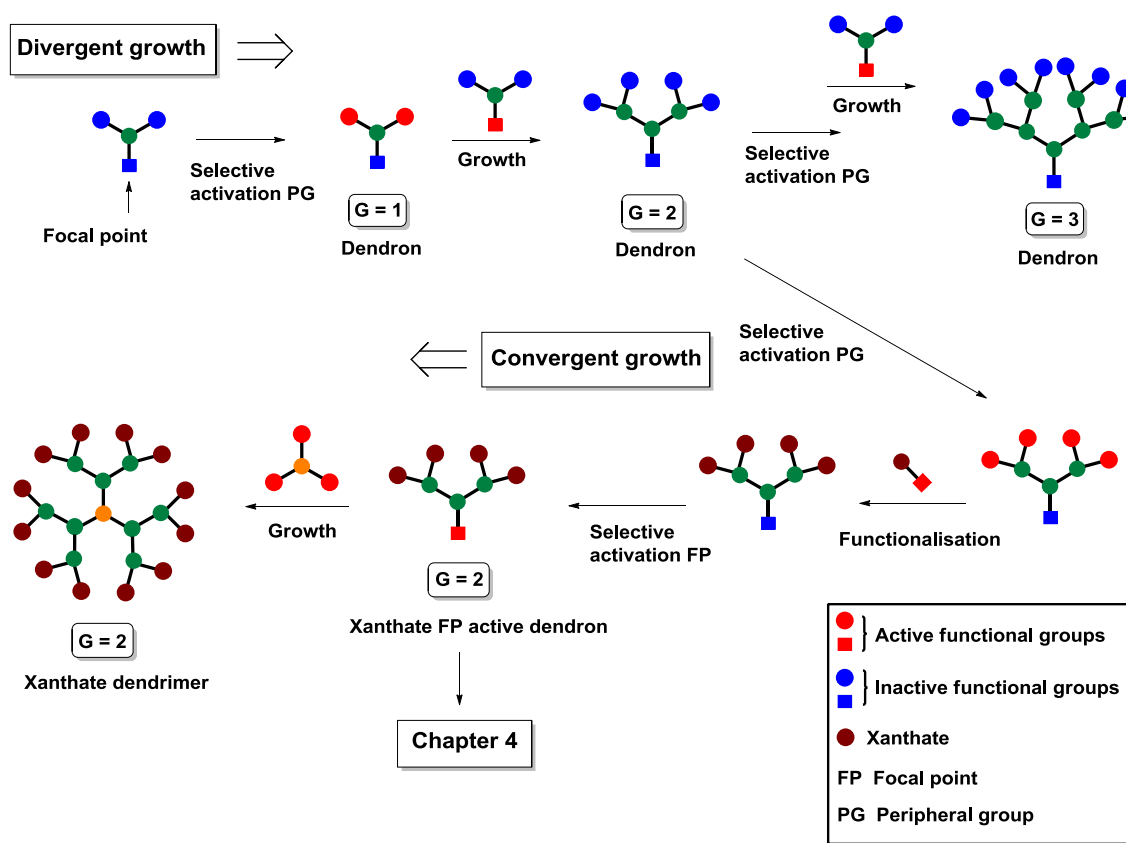 Divergent growth
Focal point
Selective
activation PG
G = 1
Dendron
Growth
G = 2
Dendron
Selective
activation PG
Growth
G = 3
Dendron
Selective
activation PG
Convergent growth
Functionalisation
Selective
activation FP
G = 2
Xanthate FP active dendron
Chapter 4
Growth
G = 2
Xanthate dendrimer
Active functional groups
Inactive functional groups
Xanthate
FP Focal point
PG Peripheral group